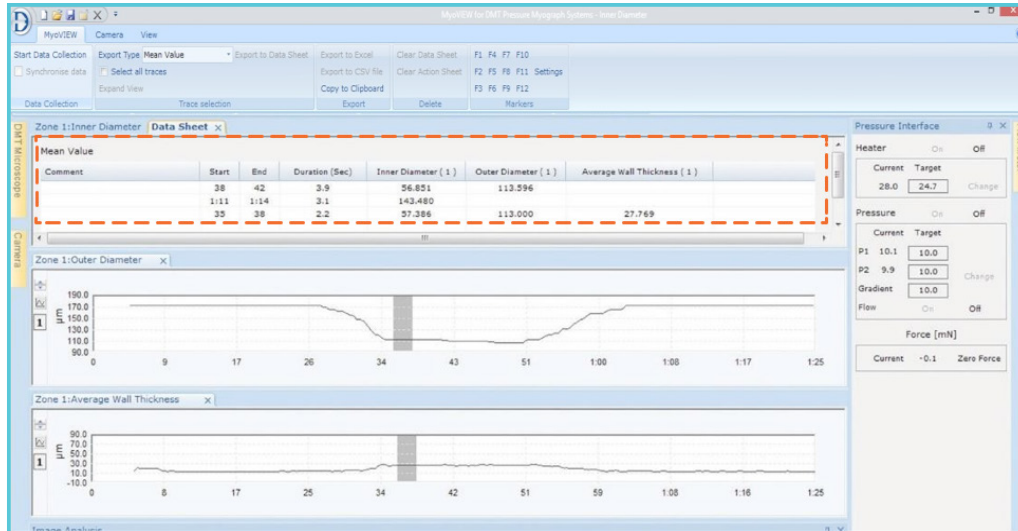 MyoVIEW for DMT Pressure Myograph Systems - Inner Diameter
MyoVIEW Camera View
Start Data Collection Export Type Mean Value Export to Data Sheet Export to Excel Clear Data Sheet F1 F4 F7 F10
Synchronise data Select all traces Export to CSV file Clear Action Sheet F2 F5 F8 F11 Settings
Expand View Copy to Clipboard F3 F6 F9 F12
Data Collection Trace selection Export Delete Markers
DMT Microscope
Camera
Zone 1:Inner Diameter Data Sheet x
Mean Value
Comment Start End Duration (Sec) Inner Diameter ( 1 ) Outer Diameter ( 1 ) Average Wall Thickness ( 1 )
38 42 3.9 56.851 113.596
1:11 1:14 3.1 143.480
35 38 2.2 57.386 113.000 27.769
Zone 1:Outer Diameter x
1
µm
190.0
170.0
150.0
130.0
110.0
90.0
0 9 17 26 34 43 51 1:00 1:08 1:17 1:25
Zone 1:Average Wall Thickness x
1
µm
90.0
70.0
50.0
30.0
10.0
-10.0
0 8 17 25 34 42 51 59 1:08 1:16 1:25
Image Analysis
Pressure Interface
Heater On Off
Current Target
28.0 24.7 Change
Pressure On Off
Current Target
P1 10.1 10.0
P2 9.9 10.0 Change
Gradient 10.0
Flow On Off
Force [mN]
Current -0.1 Zero Force